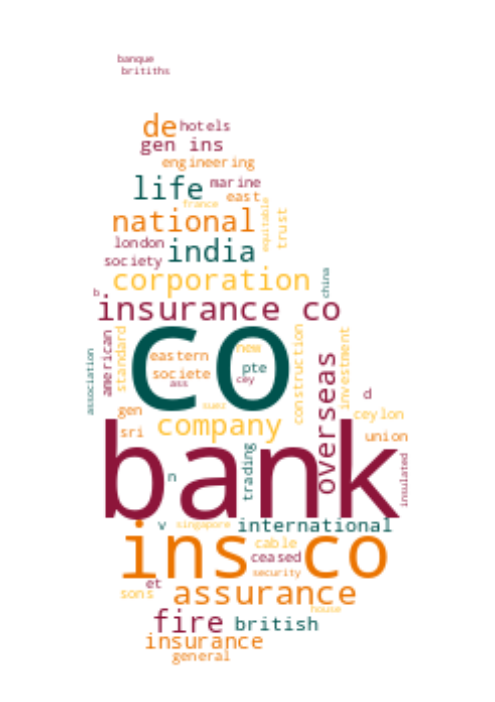 banque
britiths
de hotels
gen ins
engineering
life marine
east
france
national equitable trust
london india
society
corporation china
b
insurance co
co
association american standard eastern new construction investment
societe pte
ass cey
overseas d
gen suez ceylon
sri company union
bank
n trading insulated
v singapore international
ins co
cable
ceased
security
et
sons assurance
house
fire british
insurance
general